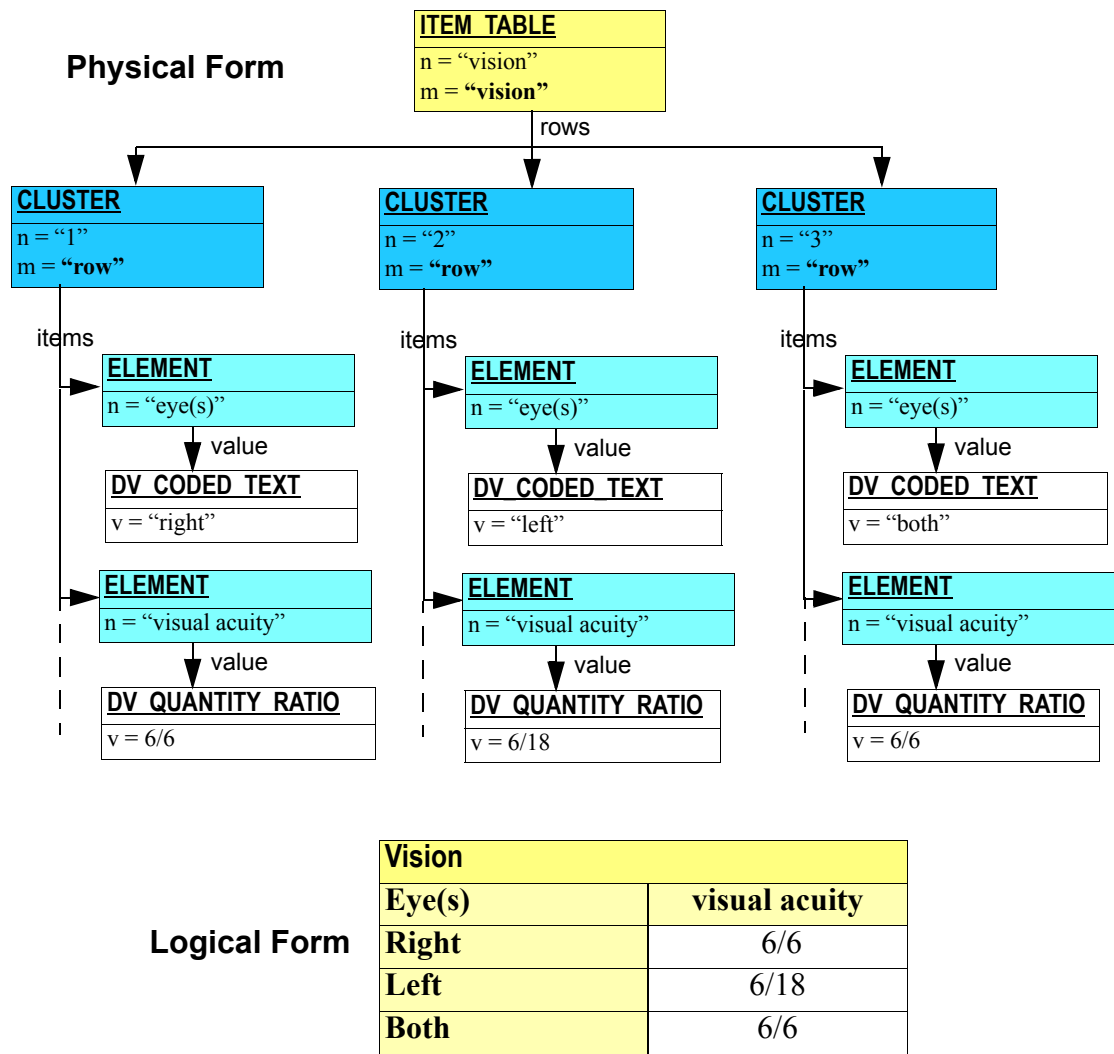 Physical Form
ITEM_TABLE
n = “vision”
m = “vision”
rows
CLUSTER
n = “1”
m = “row”
CLUSTER
n = “2”
m = “row”
CLUSTER
n = “3”
m = “row”
items
items
items
ELEMENT
n = “eye(s)”
ELEMENT
n = “eye(s)”
ELEMENT
n = “eye(s)”
value
value
value
DV_CODED_TEXT
v = “right”
DV_CODED_TEXT
v = “left”
DV_CODED_TEXT
v = “both”
ELEMENT
n = “visual acuity”
ELEMENT
n = “visual acuity”
ELEMENT
n = “visual acuity”
value
value
value
DV_QUANTITY_RATIO
v = 6/6
DV_QUANTITY_RATIO
v = 6/18
DV_QUANTITY_RATIO
v = 6/6
Logical Form
Vision
Eye(s) visual acuity
Right 6/6
Left 6/18
Both 6/6